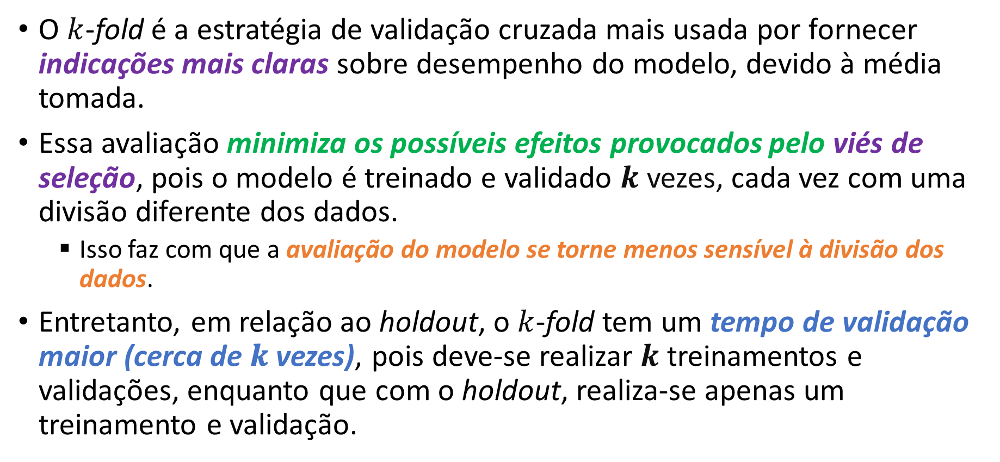 • O k-fold é a estratégia de validação cruzada mais usada por fornecer
indicações mais claras sobre desempenho do modelo, devido à média
tomada.
• Essa avaliação minimiza os possíveis efeitos provocados pelo viés de
seleção, pois o modelo é treinado e validado k vezes, cada vez com uma
divisão diferente dos dados.
▪ Isso faz com que a avaliação do modelo se torne menos sensível à divisão dos
dados.
• Entretanto, em relação ao holdout, o k-fold tem um tempo de validação
maior (cerca de k vezes), pois deve-se realizar k treinamentos e
validações, enquanto que com o holdout, realiza-se apenas um
treinamento e validação.